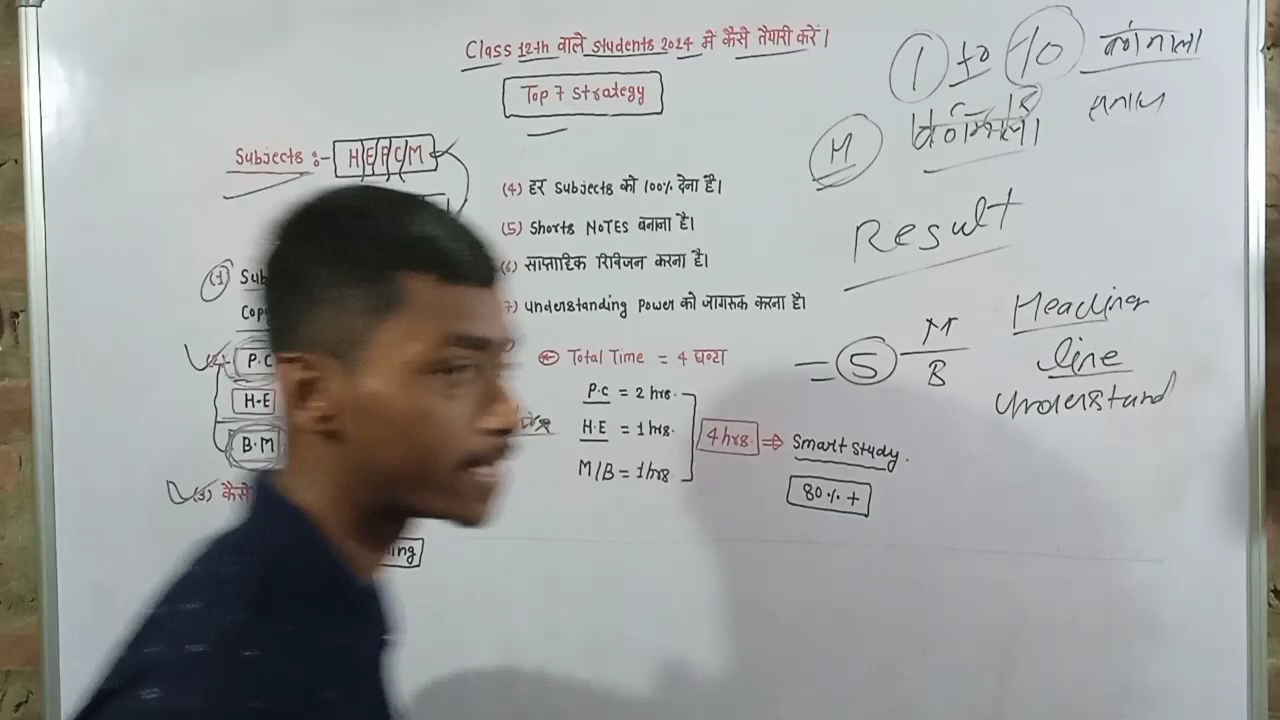 Class 12th वाले students 2024 में कैसे तैयारी करें।
Top 7 strategy
Subjects :- H E P C M
(1) Sub
Cop
(2) P.C
H-E
B.M
(3) कैसे
ing
(4) हर Subjects को 100% देना है।
(5) Shorts NOTES बनाना है।
(6) साप्ताहिक रिविजन करना है।
(7) understanding Power को जागरूक करना है।
Total Time = 4 घण्टा
P.C = 2 hrs.
H.E = 1 hrs.
M/B = 1 hrs
4 hrs. ⇒ Smart study.
80% +
1 to 10
H
Result
= 5 M
B
Headline
line
understand